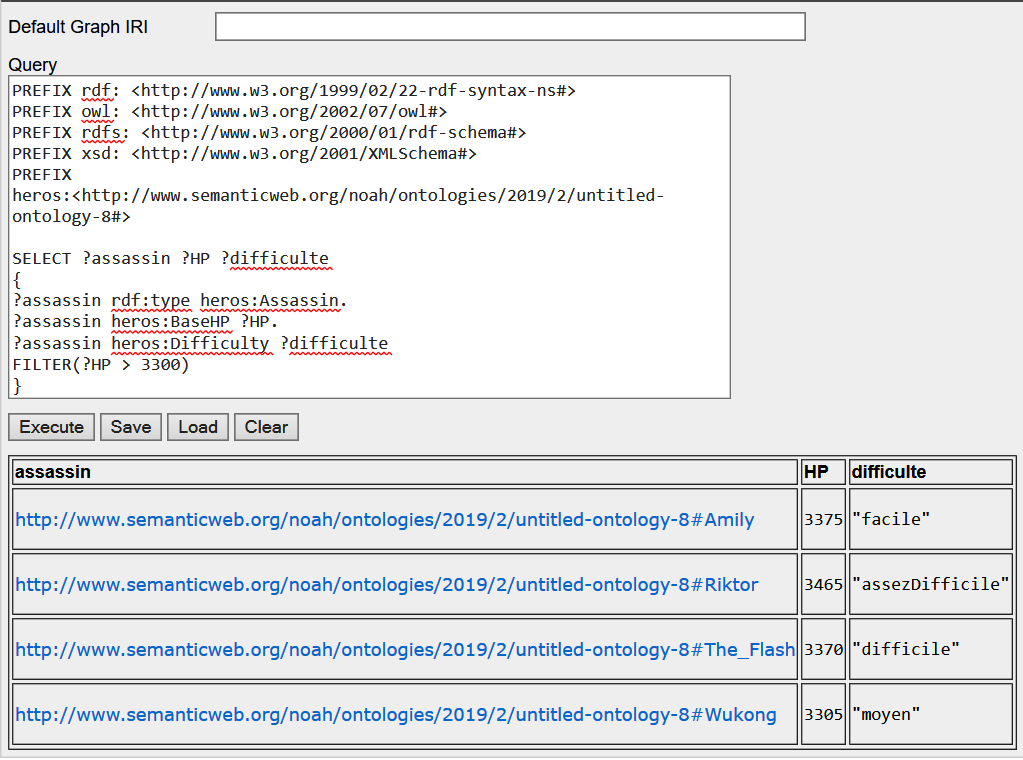 Default Graph IRI
Query
PREFIX rdf: <http://www.w3.org/1999/02/22-rdf-syntax-ns#>
PREFIX owl: <http://www.w3.org/2002/07/owl#>
PREFIX rdfs: <http://www.w3.org/2000/01/rdf-schema#>
PREFIX xsd: <http://www.w3.org/2001/XMLSchema#>
PREFIX
heros:<http://www.semanticweb.org/noah/ontologies/2019/2/untitled-
ontology-8#>
SELECT ?assassin ?HP ?difficulte
{
?assassin rdf:type heros:Assassin.
?assassin heros:BaseHP ?HP.
?assassin heros:Difficulty ?difficulte
FILTER(?HP > 3300)
}
Execute Save Load Clear
assassin HP difficulte
http://www.semanticweb.org/noah/ontologies/2019/2/untitled-ontology-8#Amily 3375 "facile"
http://www.semanticweb.org/noah/ontologies/2019/2/untitled-ontology-8#Riktor 3465 "assezDifficile"
http://www.semanticweb.org/noah/ontologies/2019/2/untitled-ontology-8#The_Flash 3370 "difficile"
http://www.semanticweb.org/noah/ontologies/2019/2/untitled-ontology-8#Wukong 3305 "moyen"